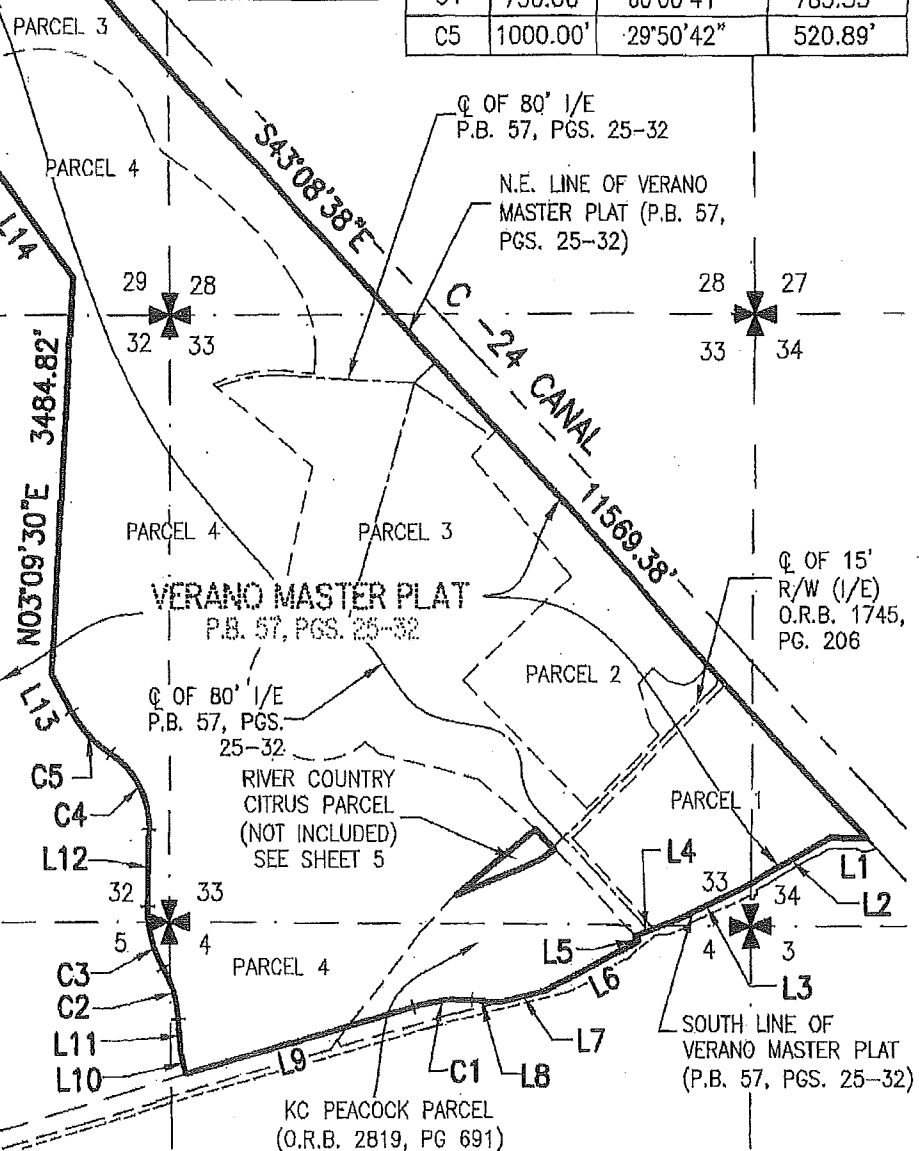 C5 1000.00' 29°50'42" 520.89'
PARCEL 3
℄ OF 80' I/E
P.B. 57, PGS. 25-32
S43°08'38"E
PARCEL 4
N.E. LINE OF VERANO
MASTER PLAT (P.B. 57,
PGS. 25-32)
L14
29 28
32 33
28 27
33 34
C-24 CANAL
N03°09'30"E 3484.82'
11569.38'
PARCEL 4
PARCEL 3
℄ OF 15'
R/W (I/E)
O.R.B. 1745,
PG. 206
VERANO MASTER PLAT
P.B. 57, PGS. 25-32
PARCEL 2
L13
℄ OF 80' I/E
P.B. 57, PGS.
25-32
C5
RIVER COUNTRY
CITRUS PARCEL
(NOT INCLUDED)
SEE SHEET 5
C4
PARCEL 1
L12
L4
L1
L2
32 33
5 4
33 34
4 3
L5
C3
PARCEL 4
L6
L3
C2
L7
L11
SOUTH LINE OF
VERANO MASTER PLAT
(P.B. 57, PGS. 25-32)
L10
L9
C1
L8
KC PEACOCK PARCEL
(O.R.B. 2819, PG 691)